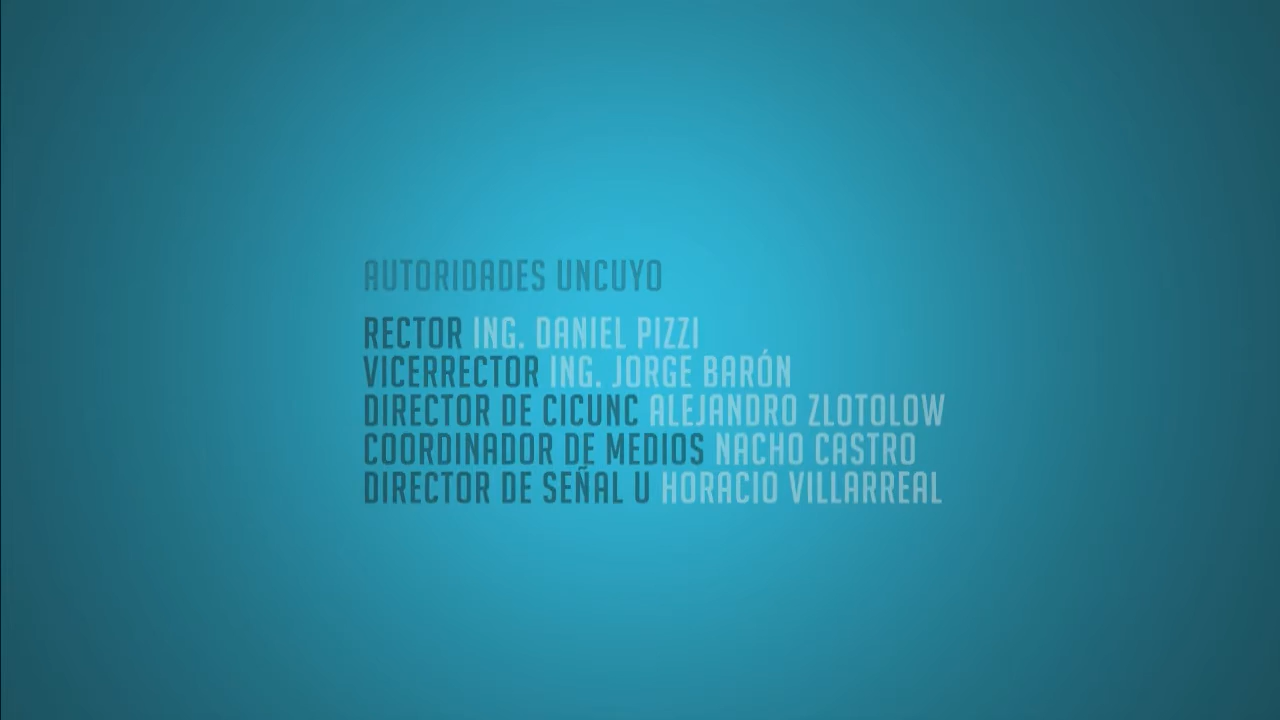 AUTORIDADES UNCUYO
RECTOR ING. DANIEL PIZZI
VICERRECTOR ING. JORGE BARÓN
DIRECTOR DE CICUNC ALEJANDRO ZLOTOLOW
COORDINADOR DE MEDIOS NACHO CASTRO
DIRECTOR DE SEÑAL U HORACIO VILLARREAL